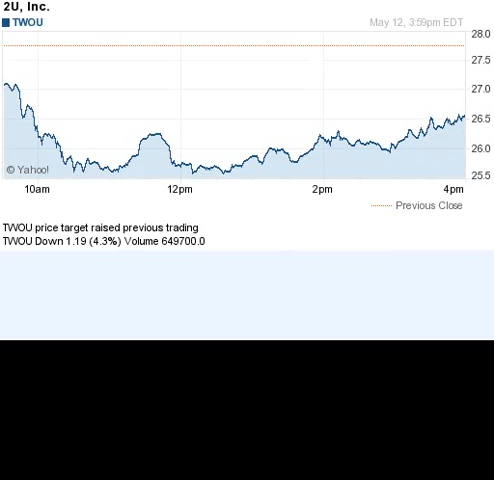 2U, Inc.
TWOU May 12, 3:59pm EDT
28.0
27.5
27.0
26.5
26.0
25.5
© Yahoo!
10am 12pm 2pm 4pm
Previous Close
TWOU price target raised previous trading
TWOU Down 1.19 (4.3%) Volume 649700.0